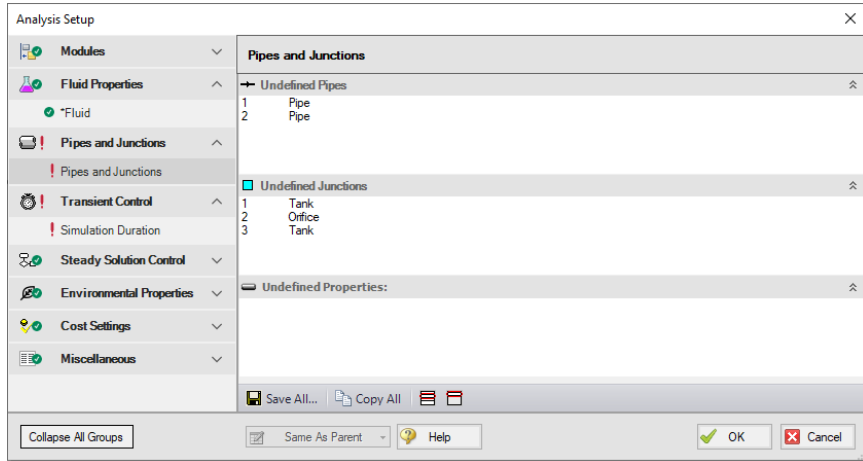 Analysis Setup
Modules
Fluid Properties
*Fluid
Pipes and Junctions
Pipes and Junctions
Transient Control
Simulation Duration
Steady Solution Control
Environmental Properties
Cost Settings
Miscellaneous
Pipes and Junctions
Undefined Pipes
1 Pipe
2 Pipe
Undefined Junctions
1 Tank
2 Orifice
3 Tank
Undefined Properties:
Save All... Copy All
Collapse All Groups
Same As Parent
Help
OK
Cancel